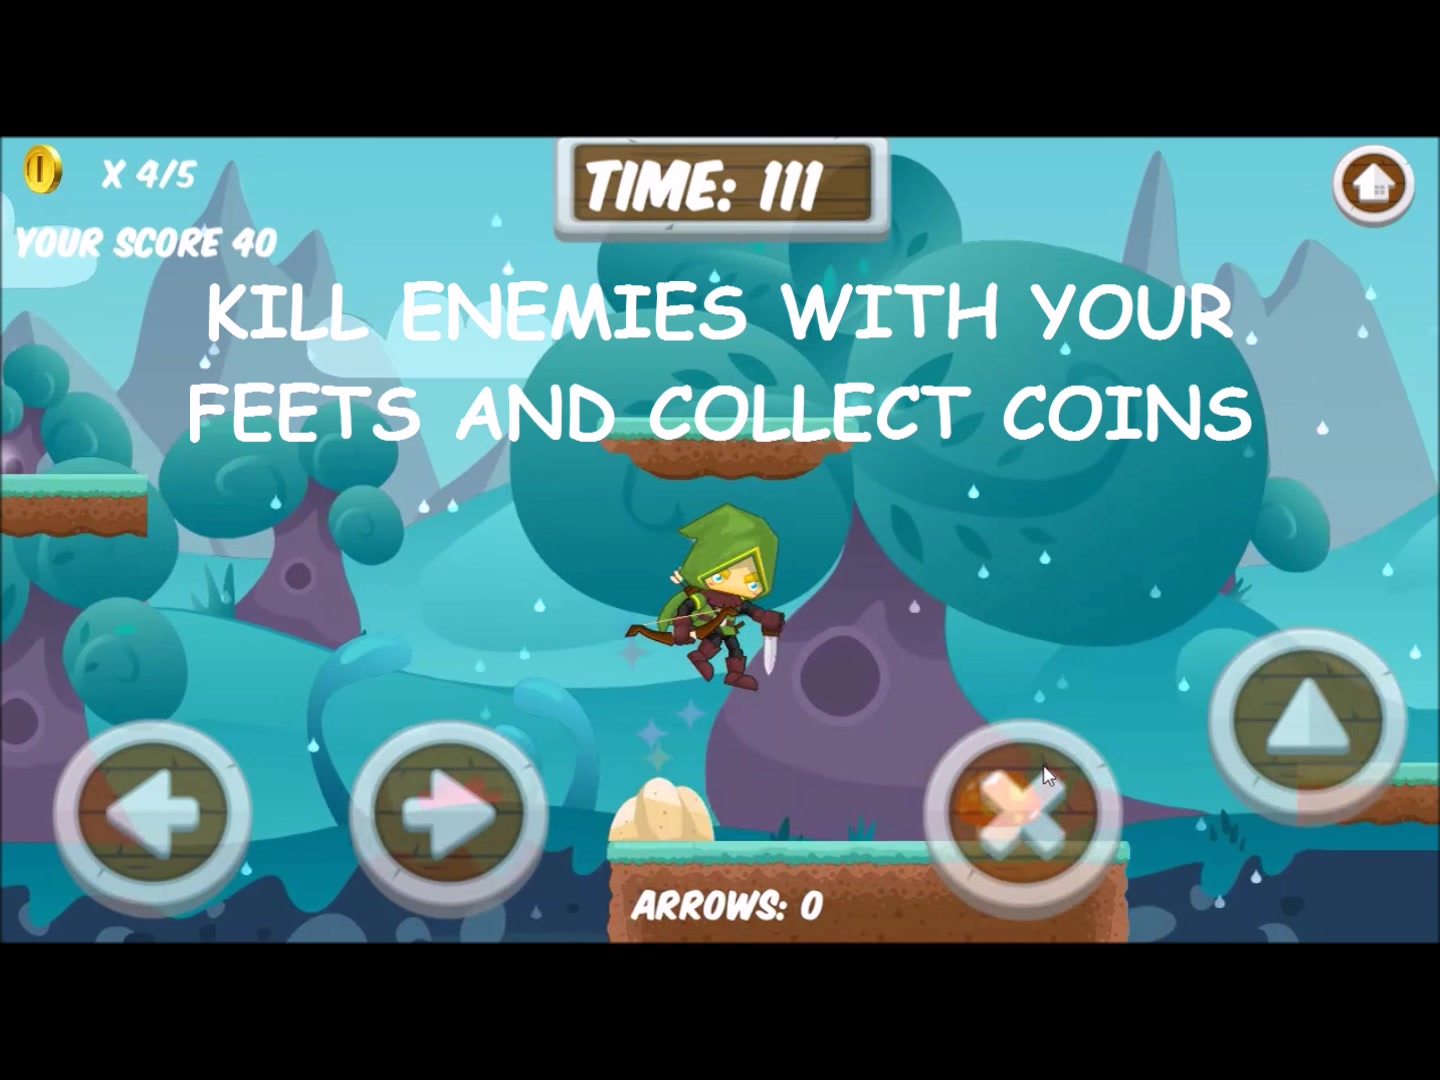 X 4/5
TIME: 111
YOUR SCORE 40
KILL ENEMIES WITH YOUR
FEETS AND COLLECT COINS
ARROWS: 0